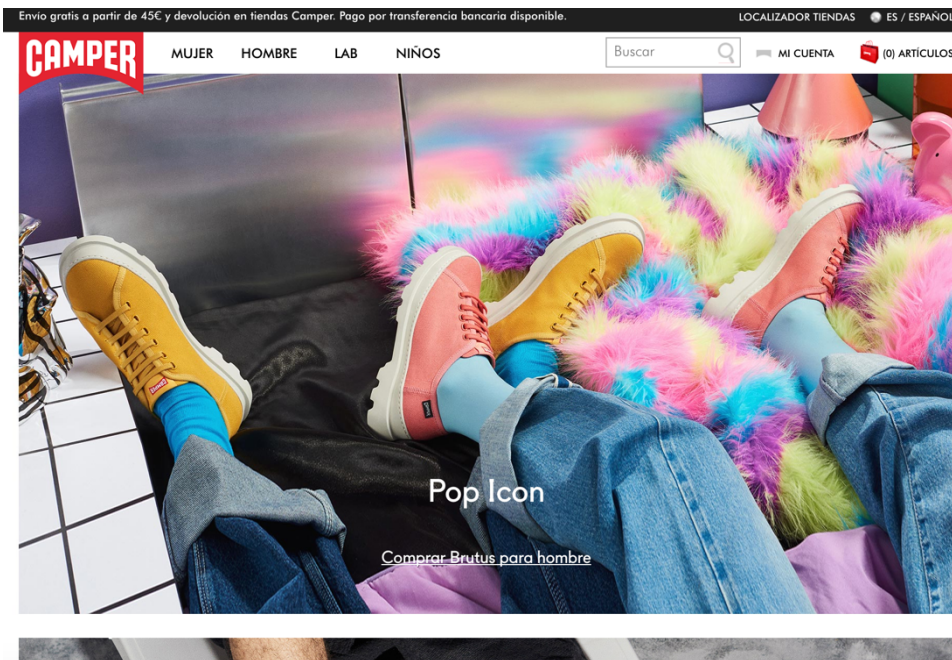 Envío gratis a partir de 45€ y devolución en tiendas Camper. Pago por transferencia bancaria disponible.
LOCALIZADOR TIENDAS
ES / ESPAÑOL
CAMPER
MUJER
HOMBRE
LAB
NIÑOS
Buscar
MI CUENTA
(0) ARTÍCULOS
Pop Icon
Comprar Brutus para hombre